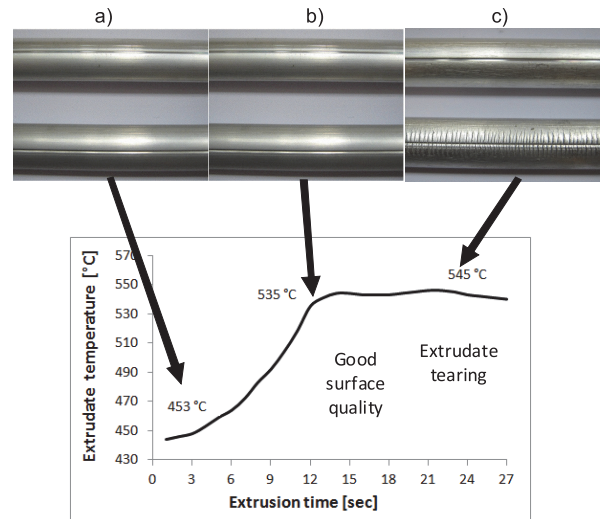 a)
b)
c)
Extrudate temperature [°C]
570
550
530
510
490
470
450
430
535 °C
545 °C
453 °C
Good
surface
quality
Extrudate
tearing
0
3
6
9
12
15
18
21
24
27
Extrusion time [sec]